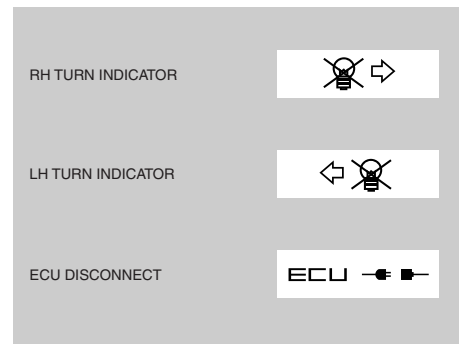 RH TURN INDICATOR
LH TURN INDICATOR
ECU DISCONNECT
ECU